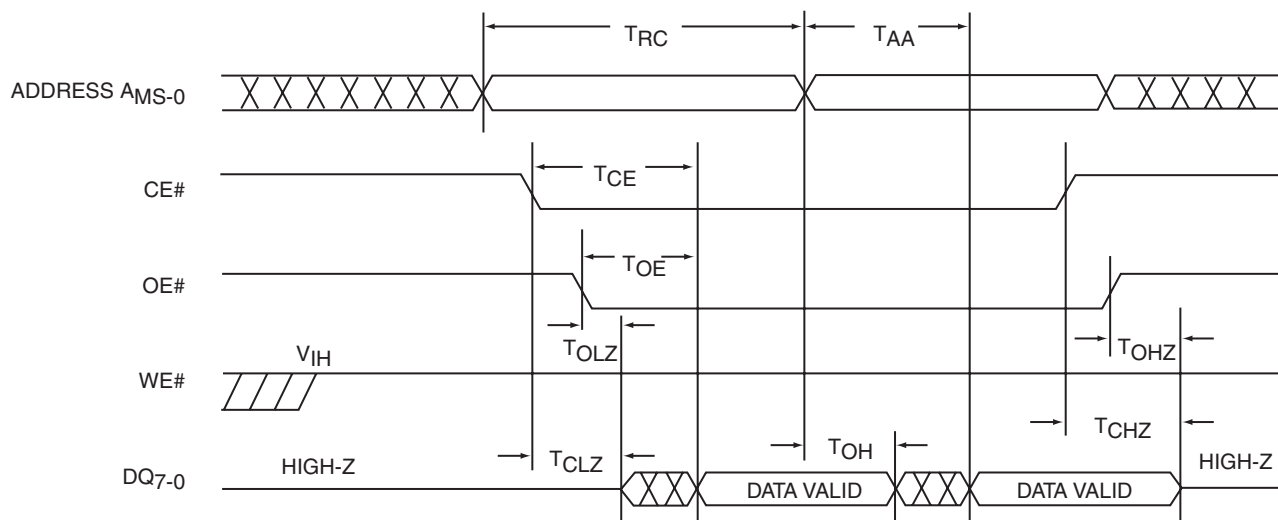 TRC TAA
ADDRESS AMS-0
TCE
CE#
TOE
OE#
TOLZ TOHZ
VIH
WE#
TCLZ TOH TCHZ
HIGH-Z HIGH-Z
DQ7-0 DATA VALID DATA VALID